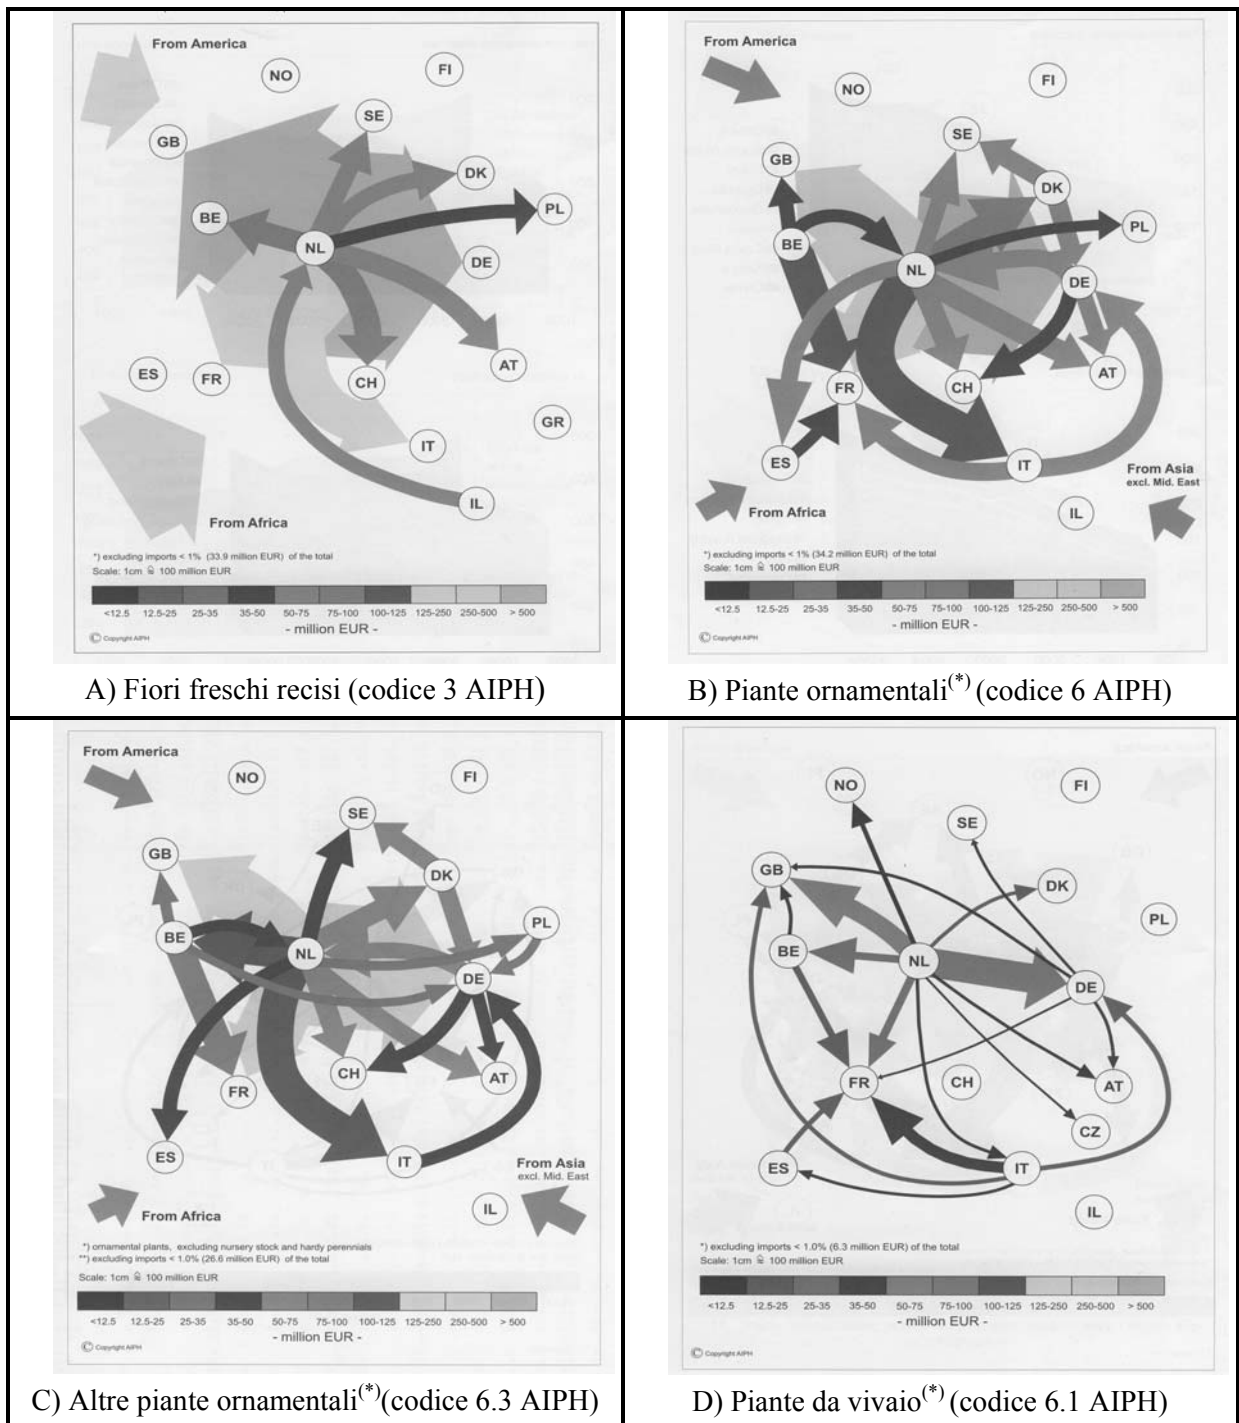 From America
NO
FI
SE
GB
DK
PL
BE
NL
DE
AT
ES
FR
CH
GR
IT
IL
From Africa
*) excluding imports < 1% (33.9 million EUR) of the total
Scale: 1cm ≙ 100 million EUR
<12.5 12.5-25 25-35 35-50 50-75 75-100 100-125 125-250 250-500 > 500
- million EUR -
© Copyright AIPH
A) Fiori freschi recisi (codice 3 AIPH)
From America
NO
FI
SE
GB
DK
PL
BE
NL
DE
AT
FR
CH
ES
IT
From Asia
excl. Mid. East
From Africa
IL
*) excluding imports < 1% (34.2 million EUR) of the total
Scale: 1cm ≙ 100 million EUR
<12.5 12.5-25 25-35 35-50 50-75 75-100 100-125 125-250 250-500 > 500
- million EUR -
© Copyright AIPH
B) Piante ornamentali(*) (codice 6 AIPH)
From America
NO
FI
SE
GB
DK
PL
BE
NL
DE
CH
AT
FR
ES
IT
From Asia
excl. Mid. East
From Africa
IL
*) ornamental plants, excluding nursery stock and hardy perennials
**) excluding imports < 1.0% (26.6 million EUR) of the total
Scale: 1cm ≙ 100 million EUR
<12.5 12.5-25 25-35 35-50 50-75 75-100 100-125 125-250 250-500 > 500
- million EUR -
© Copyright AIPH
C) Altre piante ornamentali(*)(codice 6.3 AIPH)
NO
FI
SE
GB
DK
PL
BE
NL
DE
FR
CH
AT
CZ
ES
IT
IL
*) excluding imports < 1.0% (6.3 million EUR) of the total
Scale: 1cm ≙ 100 million EUR
<12.5 12.5-25 25-35 35-50 50-75 75-100 100-125 125-250 250-500 > 500
- million EUR -
© Copyright AIPH
D) Piante da vivaio(*) (codice 6.1 AIPH)